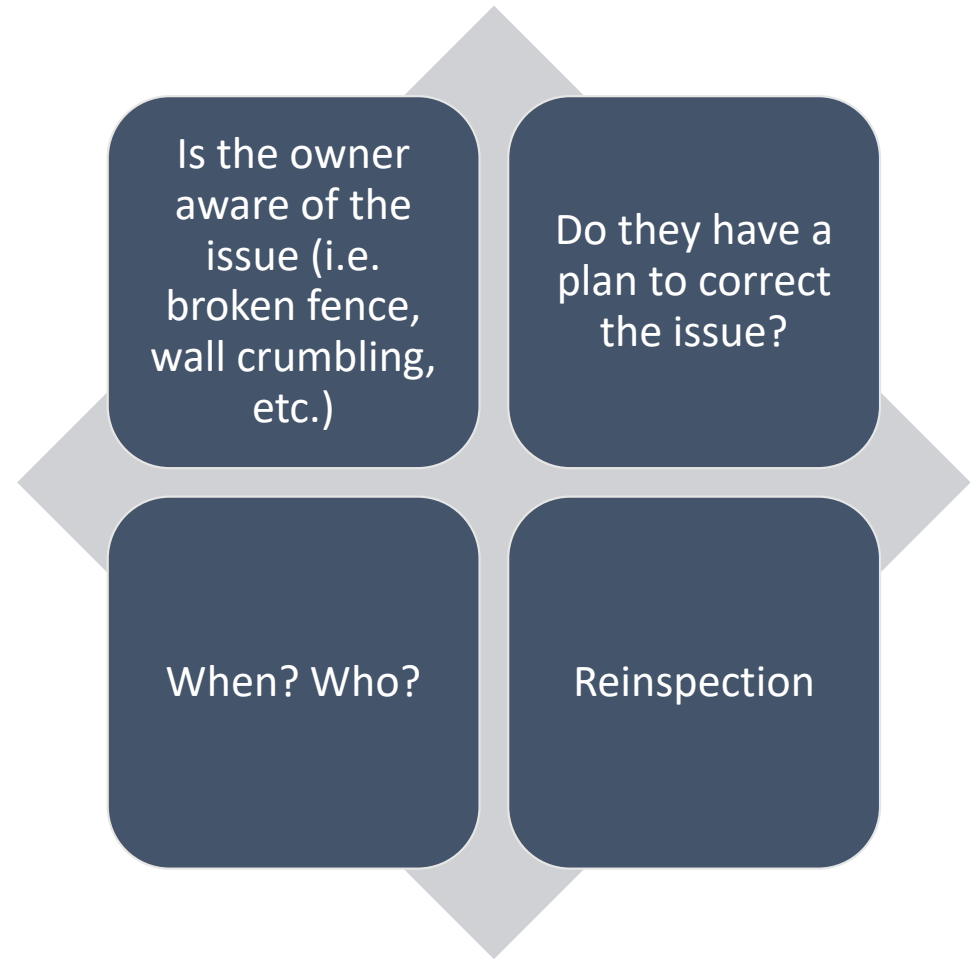 Is the owner
aware of the
issue (i.e.
broken fence,
wall crumbling,
etc.)
Do they have a
plan to correct
the issue?
When? Who?
Reinspection